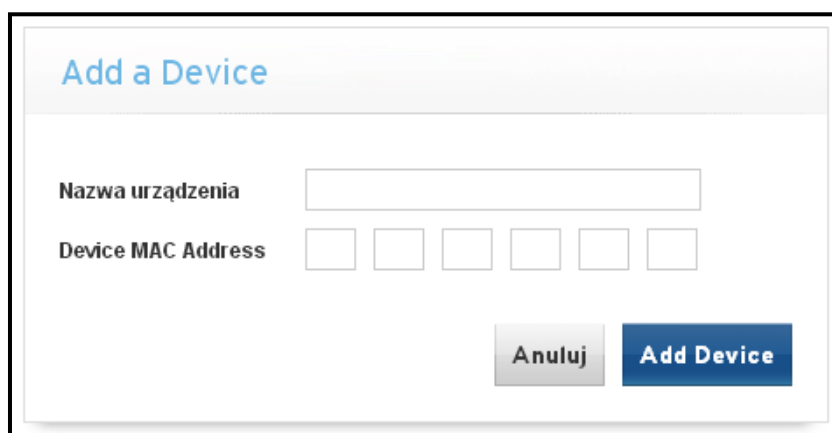 Add a Device
Nazwa urządzenia
Device MAC Address
Anuluj Add Device